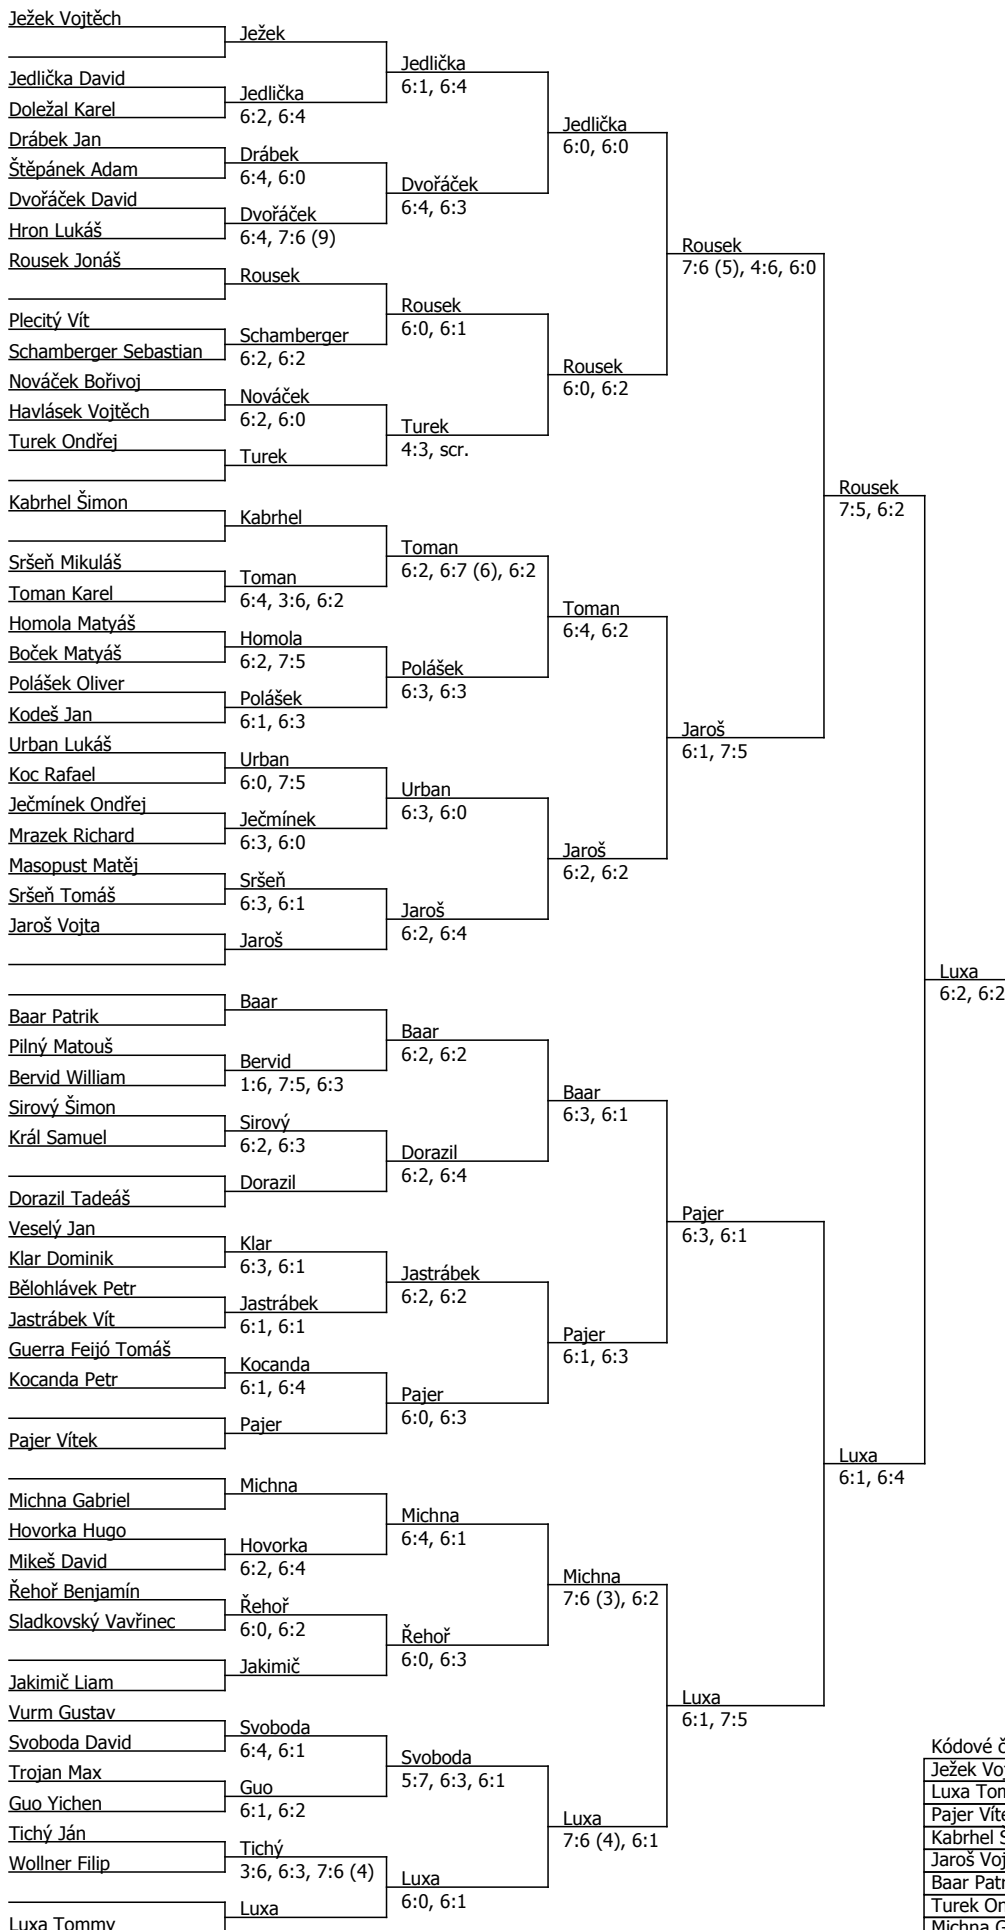 Ježek Vojtěch
Jedlička David
Doležal Karel
Drábek Jan
Štěpánek Adam
Dvořáček David
Hron Lukáš
Rousek Jonáš
Plecitý Vít
Schamberger Sebastian
Nováček Bořivoj
Havlásek Vojtěch
Turek Ondřej
Kabrhel Šimon
Sršeň Mikuláš
Toman Karel
Homola Matyáš
Boček Matyáš
Polášek Oliver
Kodeš Jan
Urban Lukáš
Koc Rafael
Ječmínek Ondřej
Mrazek Richard
Masopust Matěj
Sršeň Tomáš
Jaroš Vojta
Baar Patrik
Pilný Matouš
Bervid William
Sirový Šimon
Král Samuel
Dorazil Tadeáš
Veselý Jan
Klar Dominik
Bělohlávek Petr
Jastrábek Vít
Guerra Feijó Tomáš
Kocanda Petr
Pajer Vítek
Michna Gabriel
Hovorka Hugo
Mikeš David
Řehoř Benjamín
Sladkovský Vavřinec
Jakimič Liam
Vurm Gustav
Svoboda David
Trojan Max
Guo Yichen
Tichý Ján
Wollner Filip
Luxa Tommy
Ježek
Jedlička
6:2, 6:4
Drábek
6:4, 6:0
Dvořáček
6:4, 7:6 (9)
Rousek
Schamberger
6:2, 6:2
Nováček
6:2, 6:0
Turek
Kabrhel
Toman
6:4, 3:6, 6:2
Homola
6:2, 7:5
Polášek
6:1, 6:3
Urban
6:0, 7:5
Ječmínek
6:3, 6:0
Sršeň
6:3, 6:1
Jaroš
Baar
Bervid
1:6, 7:5, 6:3
Sirový
6:2, 6:3
Dorazil
Klar
6:3, 6:1
Jastrábek
6:1, 6:1
Kocanda
6:1, 6:4
Pajer
Michna
Hovorka
6:2, 6:4
Řehoř
6:0, 6:2
Jakimič
Svoboda
6:4, 6:1
Guo
6:1, 6:2
Tichý
3:6, 6:3, 7:6 (4)
Luxa
Jedlička
6:1, 6:4
Dvořáček
6:4, 6:3
Rousek
6:0, 6:1
Turek
4:3, scr.
Toman
6:2, 6:7 (6), 6:2
Polášek
6:3, 6:3
Urban
6:3, 6:0
Jaroš
6:2, 6:4
Baar
6:2, 6:2
Dorazil
6:2, 6:4
Jastrábek
6:2, 6:2
Pajer
6:0, 6:3
Michna
6:4, 6:1
Řehoř
6:0, 6:3
Svoboda
5:7, 6:3, 6:1
Luxa
6:0, 6:1
Jedlička
6:0, 6:0
Rousek
6:0, 6:2
Toman
6:4, 6:2
Jaroš
6:2, 6:2
Baar
6:3, 6:1
Pajer
6:1, 6:3
Michna
7:6 (3), 6:2
Luxa
7:6 (4), 6:1
Rousek
7:6 (5), 4:6, 6:0
Jaroš
6:1, 7:5
Pajer
6:3, 6:1
Luxa
6:1, 7:5
Rousek
7:5, 6:2
Luxa
6:1, 6:4
Luxa
6:2, 6:2
Kódové č
Ježek Voj
Luxa Tom
Pajer Víte
Kabrhel Š
Jaroš Voj
Baar Patr
Turek On
Michna G